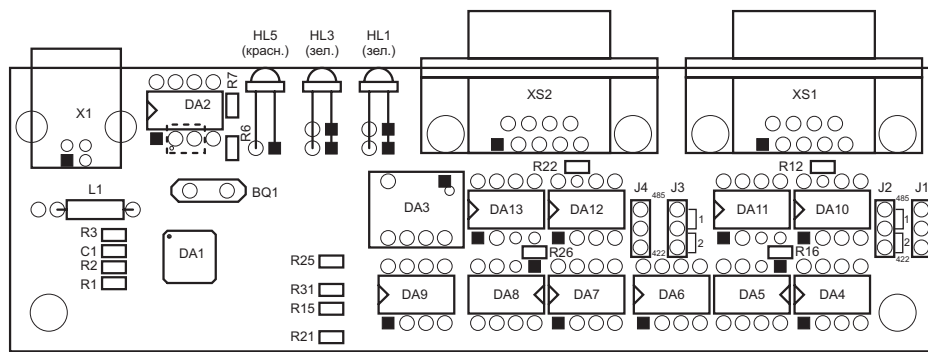 HL5
(красн.)
HL3
(зел.)
HL1
(зел.)
X1
DA2
R7
R6
XS2
XS1
L1
BQ1
R22
R12
DA3
DA13
DA12
J4
J3
485
422
1
2
DA11
DA10
J2
J1
485
422
1
2
R3
C1
R2
R1
DA1
R25
R31
R15
R21
R26
R16
DA9
DA8
DA7
DA6
DA5
DA4